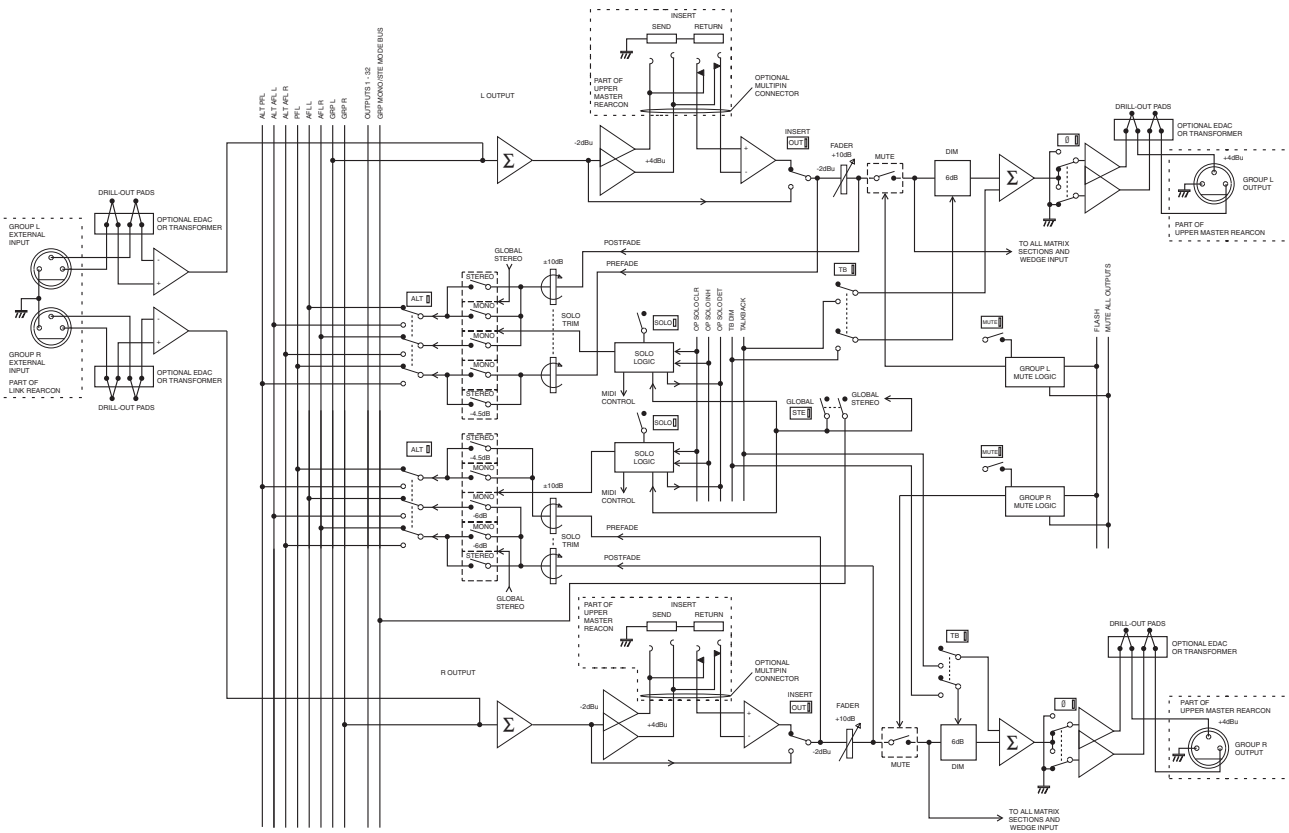 ALT PFL
ALT AFL L
ALT AFL R
PFL
AFL L
AFL R
GRP L
GRP R
OUTPUTS 1 - 32
GRP MONO/STE MODE BUS
L OUTPUT
INSERT
SEND
RETURN
PART OF
UPPER
MASTER
REARCON
OPTIONAL
MULTIPIN
CONNECTOR
-2dBu
+4dBu
+
-
INSERT
OUT
-2dBu
FADER
+10dB
MUTE
DIM
6dB
Σ
Σ
Ø
DRILL-OUT PADS
OPTIONAL EDAC
OR TRANSFORMER
+4dBu
GROUP L
OUTPUT
PART OF
UPPER MASTER REARCON
TO ALL MATRIX
SECTIONS AND
WEDGE INPUT
DRILL-OUT PADS
GROUP L
EXTERNAL
INPUT
OPTIONAL EDAC
OR TRANSFORMER
-
+
-
+
GROUP R
EXTERNAL
INPUT
PART OF
LINK REARCON
OPTIONAL EDAC
OR TRANSFORMER
DRILL-OUT PADS
POSTFADE
PREFADE
GLOBAL
STEREO
±10dB
SOLO
TRIM
ALT
STEREO
MONO
MONO
MONO
STEREO
-4.5dB
SOLO
SOLO
LOGIC
MIDI
CONTROL
OP SOLO CLR
OP SOLO INH
OP SOLO DET
TB DIM
TALKBACK
TB
GLOBAL
STE
GLOBAL
STEREO
MUTE
GROUP L
MUTE LOGIC
FLASH
MUTE ALL OUTPUTS
ALT
STEREO
-4.5dB
MONO
MONO
-6dB
MONO
-6dB
STEREO
GLOBAL
STEREO
±10dB
SOLO
TRIM
SOLO
SOLO
LOGIC
MIDI
CONTROL
PREFADE
POSTFADE
MUTE
GROUP R
MUTE LOGIC
R OUTPUT
PART OF
UPPER
MASTER
REACON
INSERT
SEND
RETURN
OPTIONAL
MULTIPIN
CONNECTOR
Σ
-2dBu
+4dBu
+
-
INSERT
OUT
-2dBu
FADER
+10dB
MUTE
TB
6dB
DIM
Σ
Ø
DRILL-OUT PADS
OPTIONAL EDAC
OR TRANSFORMER
PART OF
UPPER MASTER REARCON
+4dBu
GROUP R
OUTPUT
TO ALL MATRIX
SECTIONS AND
WEDGE INPUT